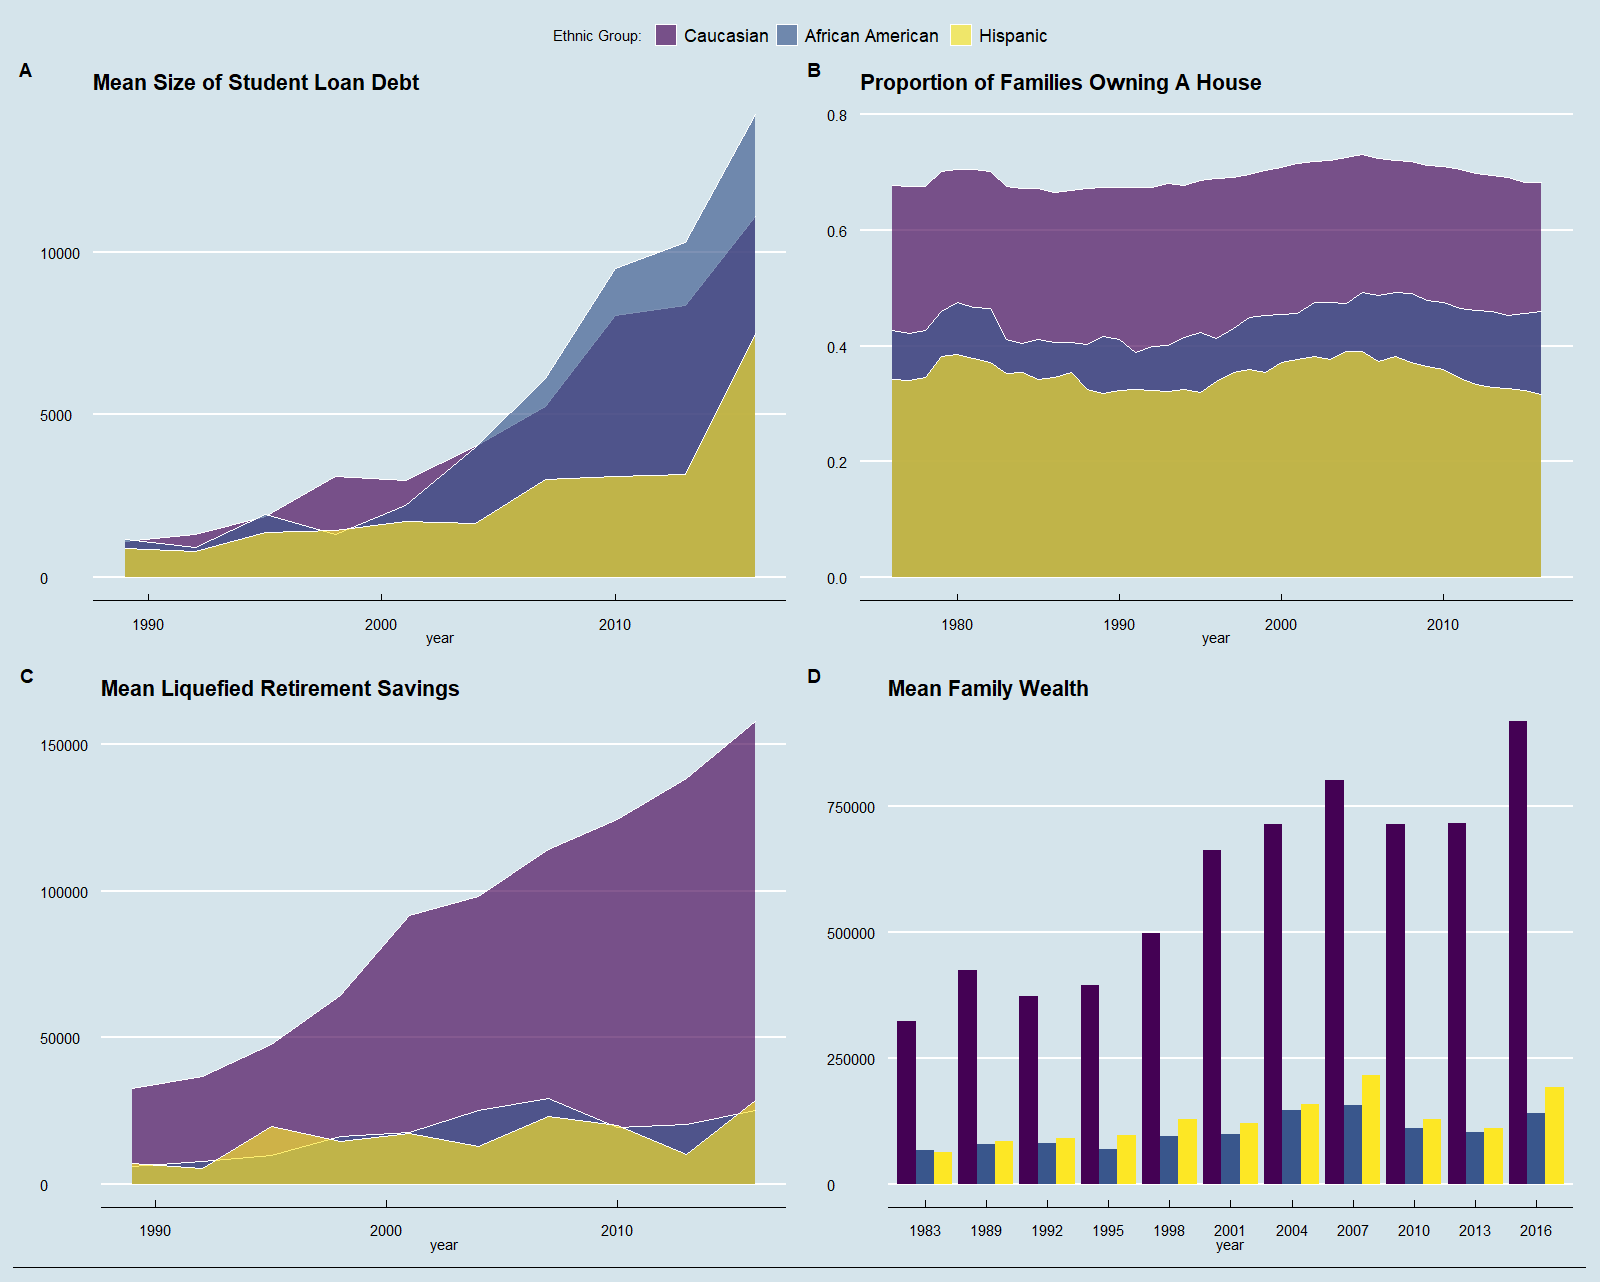 Ethnic Group: Caucasian African American Hispanic
A
Mean Size of Student Loan Debt
10000
5000
0
1990 2000 2010
year
B
Proportion of Families Owning A House
0.8
0.6
0.4
0.2
0.0
1980 1990 2000 2010
year
C
Mean Liquefied Retirement Savings
150000
100000
50000
0
1990 2000 2010
year
D
Mean Family Wealth
750000
500000
250000
0
1983 1989 1992 1995 1998 2001 2004 2007 2010 2013 2016
year